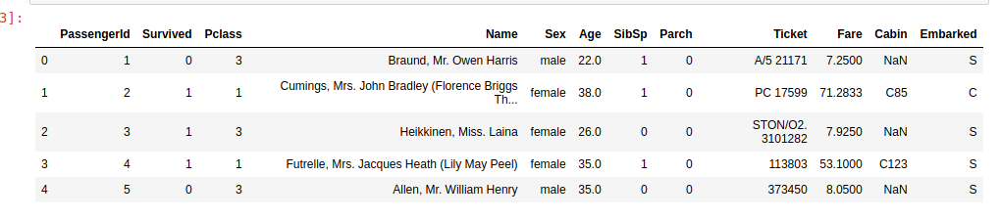 3]:
PassengerId Survived Pclass Name Sex Age SibSp Parch Ticket Fare Cabin Embarked
0 1 0 3 Braund, Mr. Owen Harris male 22.0 1 0 A/5 21171 7.2500 NaN S
1 2 1 1 Cumings, Mrs. John Bradley (Florence Briggs Th... female 38.0 1 0 PC 17599 71.2833 C85 C
2 3 1 3 Heikkinen, Miss. Laina female 26.0 0 0 STON/O2. 3101282 7.9250 NaN S
3 4 1 1 Futrelle, Mrs. Jacques Heath (Lily May Peel) female 35.0 1 0 113803 53.1000 C123 S
4 5 0 3 Allen, Mr. William Henry male 35.0 0 0 373450 8.0500 NaN S